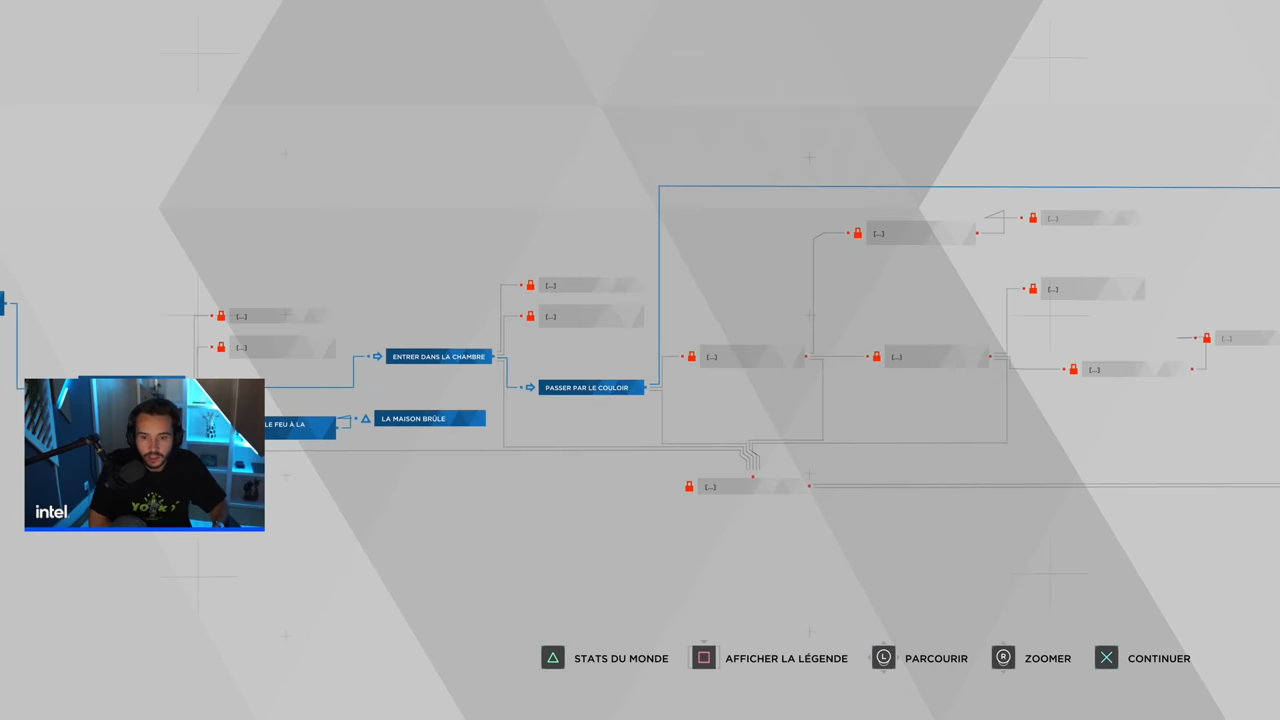 [...]
[...]
[...]
[...]
[...]
[...]
[...]
[...]
ENTRER DANS LA CHAMBRE
[...]
[...]
[...]
[...]
PASSER PAR LE COULOIR
LE FEU À LA
LA MAISON BRÛLE
[...]
YO K'
intel
STATS DU MONDE
AFFICHER LA LÉGENDE
L
PARCOURIR
R
ZOOMER
CONTINUER